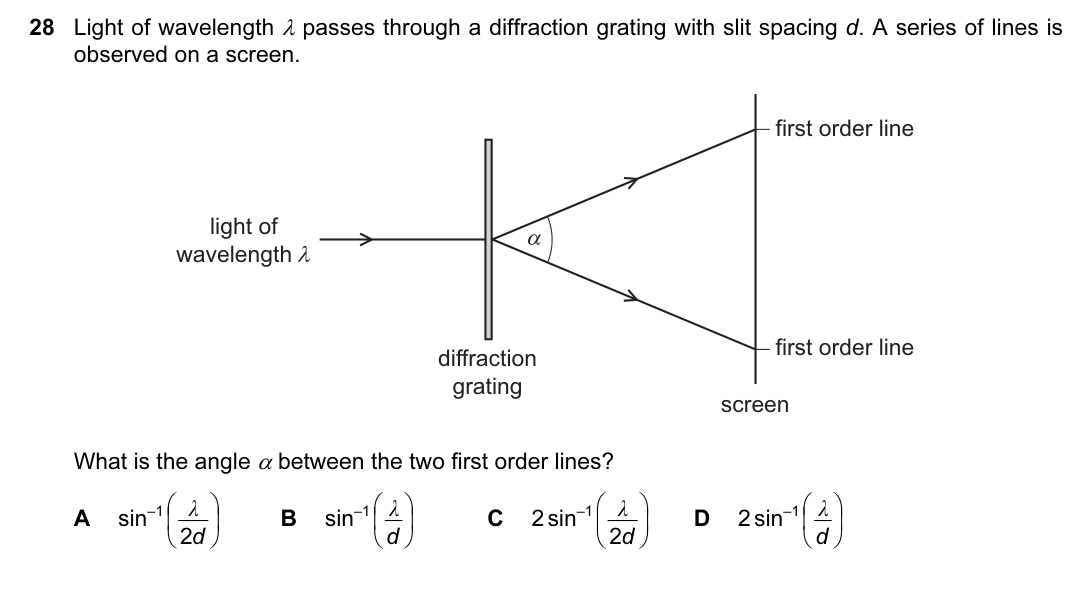 28 Light of wavelength λ passes through a diffraction grating with slit spacing d. A series of lines is
observed on a screen.
first order line
light of
wavelength λ
α
first order line
diffraction
grating
screen
What is the angle α between the two first order lines?
A sin⁻¹(λ/2d) B sin⁻¹(λ/d) C 2 sin⁻¹(λ/2d) D 2 sin⁻¹(λ/d)